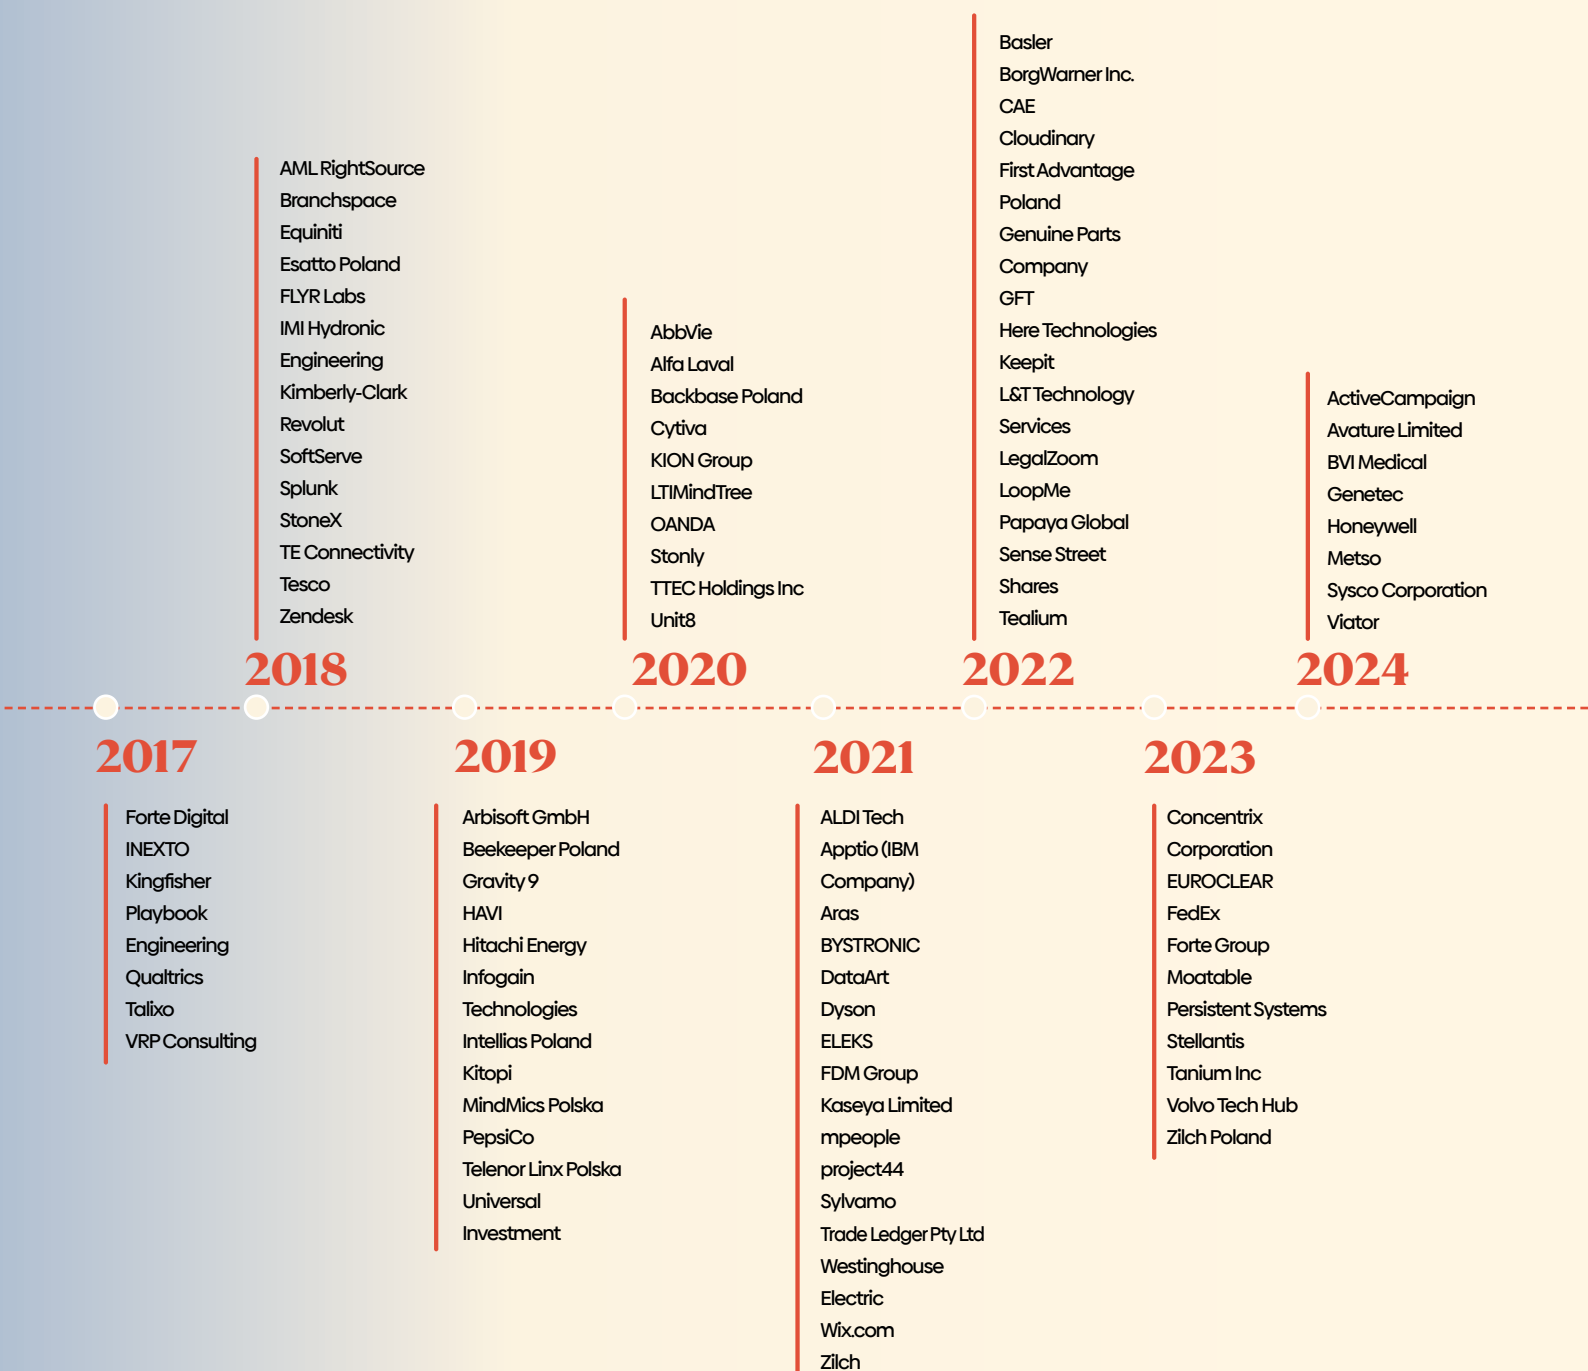 AML RightSource
Branchspace
Equiniti
Esatto Poland
FLYR Labs
IMI Hydronic
Engineering
Kimberly-Clark
Revolut
SoftServe
Splunk
StoneX
TE Connectivity
Tesco
Zendesk
2018
AbbVie
Alfa Laval
Backbase Poland
Cytiva
KION Group
LTIMindTree
OANDA
Stonly
TTEC Holdings Inc
Unit8
2020
Basler
BorgWarner Inc.
CAE
Cloudinary
First Advantage
Poland
Genuine Parts
Company
GFT
Here Technologies
Keepit
L&T Technology
Services
LegalZoom
LoopMe
Papaya Global
Sense Street
Shares
Tealium
2022
ActiveCampaign
Avature Limited
BVI Medical
Genetec
Honeywell
Metso
Sysco Corporation
Viator
2024
2017
Forte Digital
INEXTO
Kingfisher
Playbook
Engineering
Qualtrics
Talixo
VRP Consulting
2019
Arbisoft GmbH
Beekeeper Poland
Gravity 9
HAVI
Hitachi Energy
Infogain
Technologies
Intellias Poland
Kitopi
MindMics Polska
PepsiCo
Telenor Linx Polska
Universal
Investment
2021
ALDI Tech
Apptio (IBM
Company)
Aras
BYSTRONIC
DataArt
Dyson
ELEKS
FDM Group
Kaseya Limited
mpeople
project44
Sylvamo
Trade Ledger Pty Ltd
Westinghouse
Electric
Wix.com
Zilch
2023
Concentrix
Corporation
EUROCLEAR
FedEx
Forte Group
Moatable
Persistent Systems
Stellantis
Tanium Inc
Volvo Tech Hub
Zilch Poland